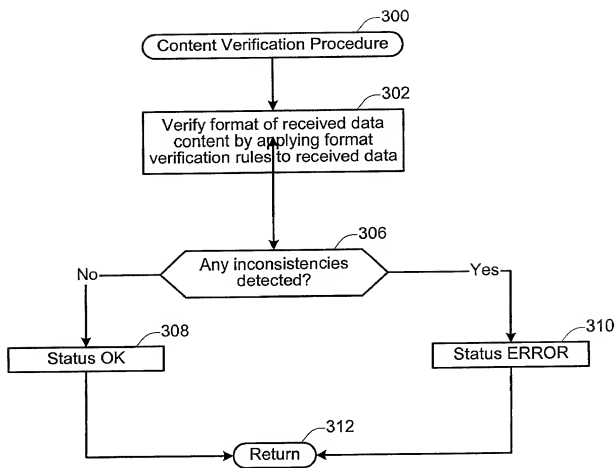 300
Content Verification Procedure
302
Verify format of received data
content by applying format
verification rules to received data
306
Any inconsistencies
detected?
No
Yes
308
Status OK
310
Status ERROR
312
Return